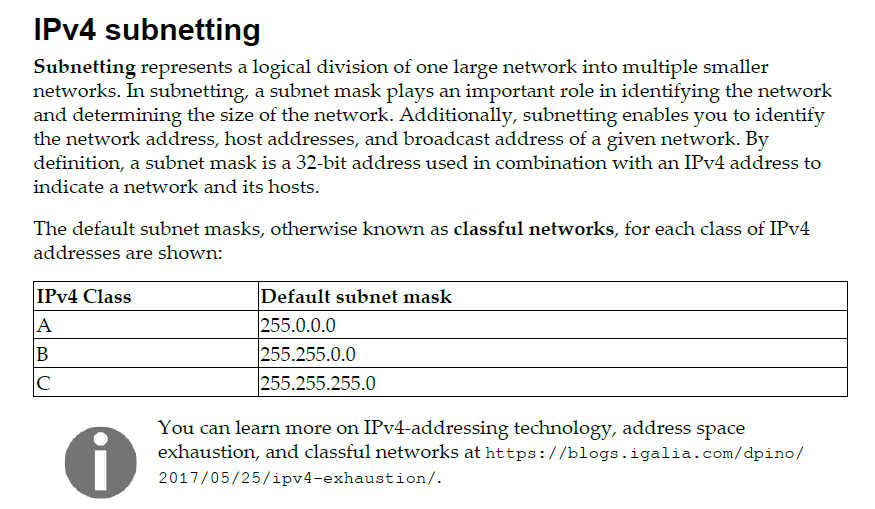 IPv4 subnetting
Subnetting represents a logical division of one large network into multiple smaller
networks. In subnetting, a subnet mask plays an important role in identifying the network
and determining the size of the network. Additionally, subnetting enables you to identify
the network address, host addresses, and broadcast address of a given network. By
definition, a subnet mask is a 32-bit address used in combination with an IPv4 address to
indicate a network and its hosts.
The default subnet masks, otherwise known as classful networks, for each class of IPv4
addresses are shown:
IPv4 Class Default subnet mask
A 255.0.0.0
B 255.255.0.0
C 255.255.255.0
You can learn more on IPv4-addressing technology, address space
exhaustion, and classful networks at https://blogs.igalia.com/dpino/
2017/05/25/ipv4-exhaustion/.